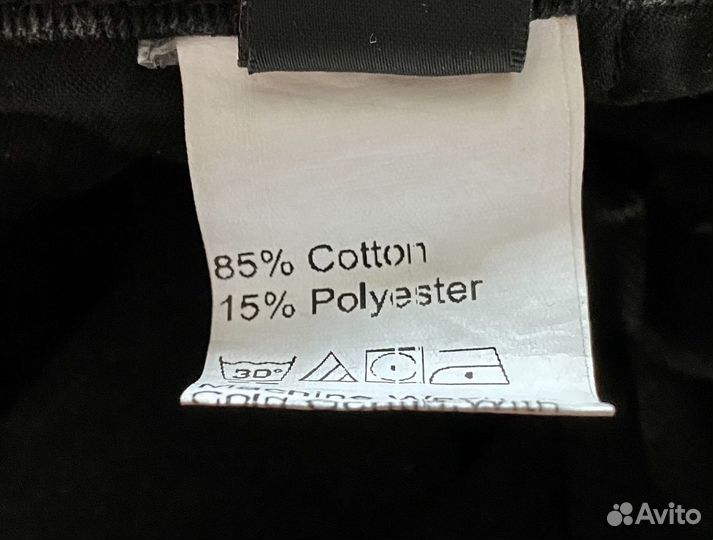 85% Cotton
15% Polyester
30°
Avito